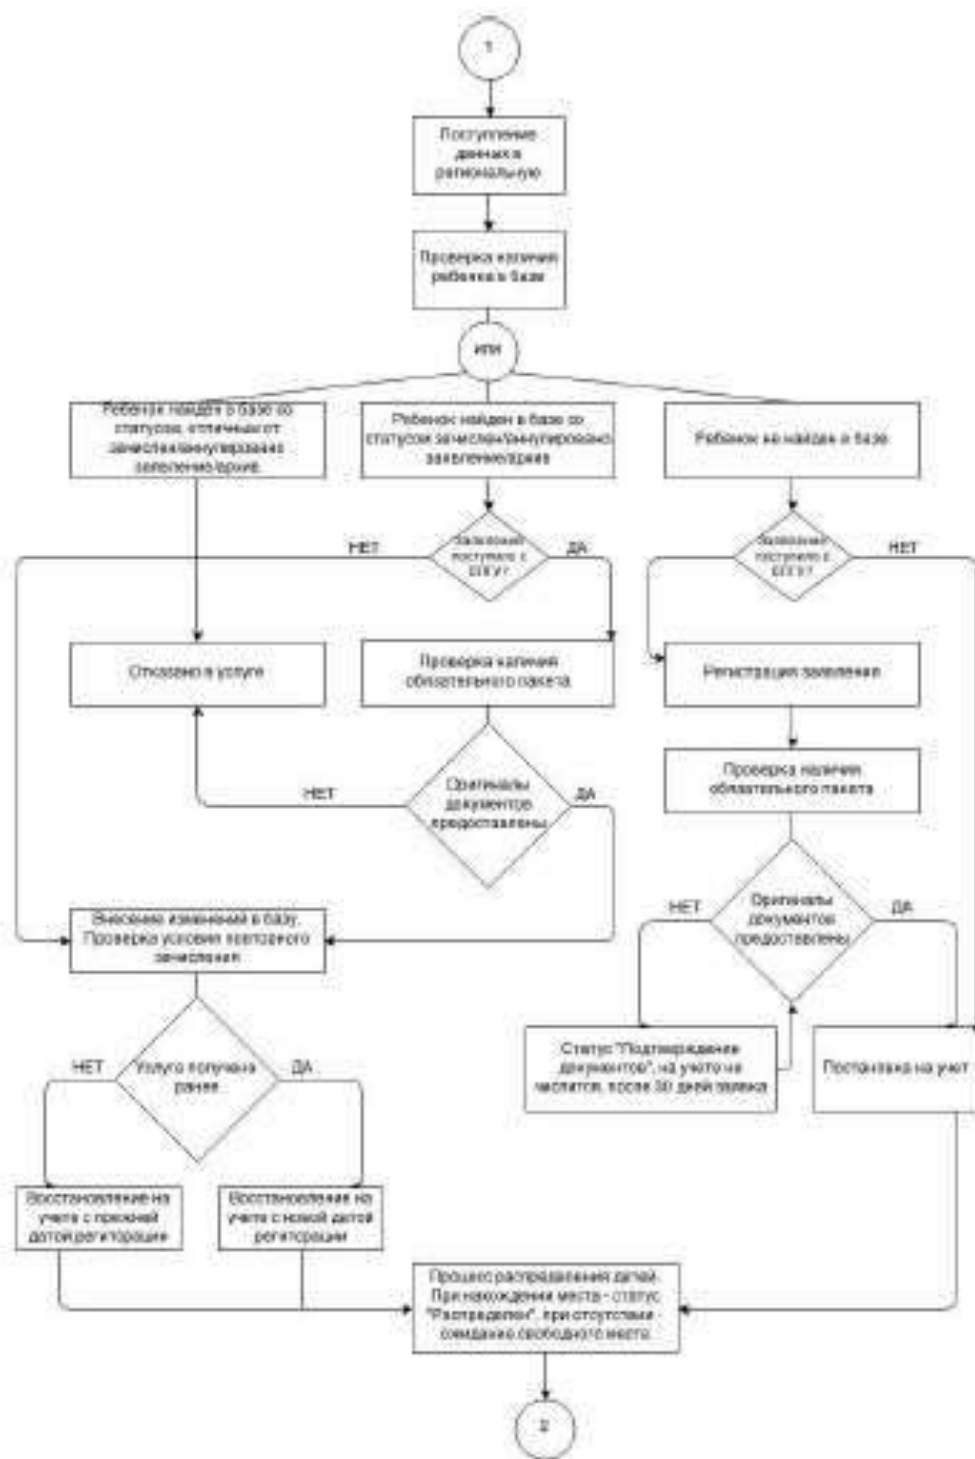 1
Поступление
данных в
региональную
Проверка наличия
ребенка в базе
или
Ребенок найден в базе со
статусом, отличным от
зачислен/аннулировано
заявление/архив
Ребенок найден в базе со
статусом зачислен/аннулировано
заявление/архив
Ребенок не найден в базе
НЕТ
Заявление
поступило с
ЕПГУ?
ДА
Заявление
поступило с
ЕПГУ?
НЕТ
Отказано в услуге
Проверка наличия
обязательного пакета
Регистрация заявления
НЕТ
Оригиналы
документов
предоставлены
ДА
Проверка наличия
обязательного пакета
Внесение изменений в базу.
Проверка условия повторного
зачисления
НЕТ
Оригиналы
документов
предоставлены
ДА
НЕТ
Услуга получена
ранее
ДА
Статус "Подтверждение
документов", на учете не
числится, после 30 дней заявка
Постановка на учет
Восстановление на
учете с прежней
датой региторации
Восстановление на
учете с новой датой
региторации
Процесс распределения детей.
При нахождении места - статус
"Распределен", при отсутствии -
ожидание свободного места
2